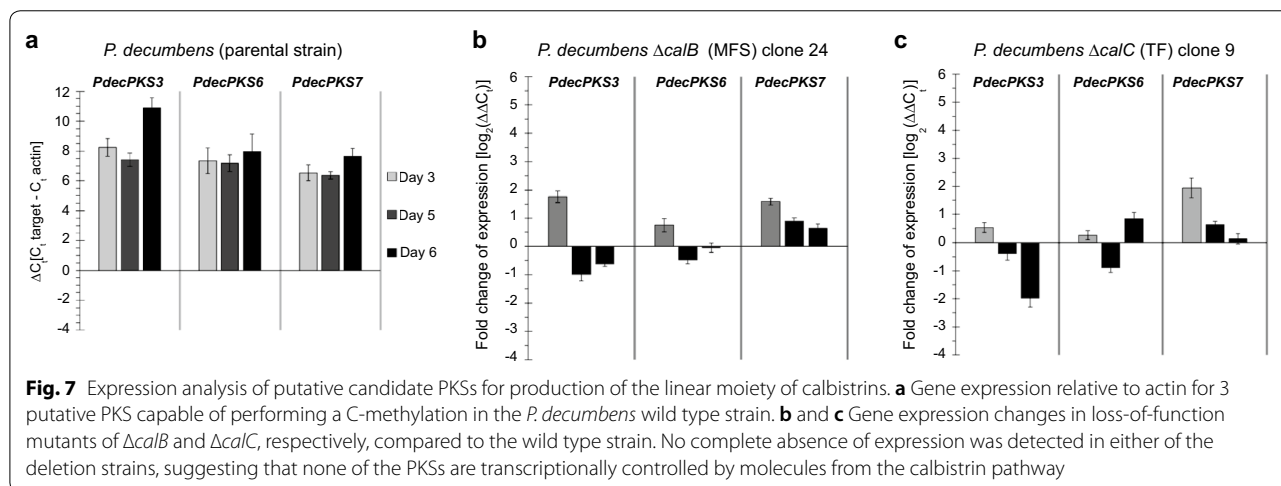 a
P. decumbens (parental strain)
PdecPKS3 PdecPKS6 PdecPKS7
ΔCt[Ct target - Ct actin]
12
10
8
6
4
2
0
-2
-4
Day 3
Day 5
Day 6
b
P. decumbens ΔcalB (MFS) clone 24
PdecPKS3 PdecPKS6 PdecPKS7
Fold change of expression [log2(ΔΔCt)]
6
5
4
3
2
1
0
-1
-2
-3
-4
c
P. decumbens ΔcalC (TF) clone 9
PdecPKS3 PdecPKS6 PdecPKS7
Fold change of expression [log2(ΔΔCt)]
6
5
4
3
2
1
0
-1
-2
-3
-4
Fig. 7 Expression analysis of putative candidate PKSs for production of the linear moiety of calbistrins. a Gene expression relative to actin for 3
putative PKS capable of performing a C-methylation in the P. decumbens wild type strain. b and c Gene expression changes in loss-of-function
mutants of ΔcalB and ΔcalC, respectively, compared to the wild type strain. No complete absence of expression was detected in either of the
deletion strains, suggesting that none of the PKSs are transcriptionally controlled by molecules from the calbistrin pathway